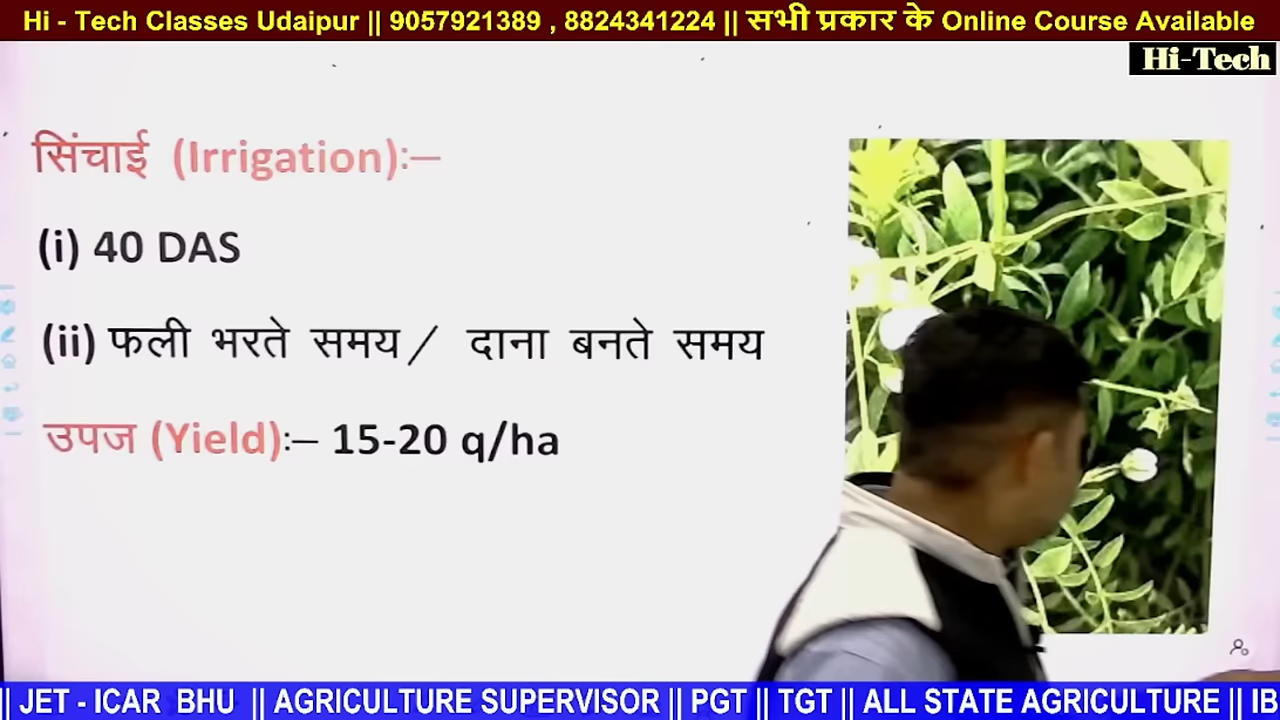 Hi - Tech Classes Udaipur || 9057921389 , 8824341224 || सभी प्रकार के Online Course Available
Hi-Tech
सिंचाई (Irrigation):–
(i) 40 DAS
(ii) फली भरते समय / दाना बनते समय
उपज (Yield):– 15-20 q/ha
|| JET - ICAR BHU || AGRICULTURE SUPERVISOR || PGT || TGT || ALL STATE AGRICULTURE || IB